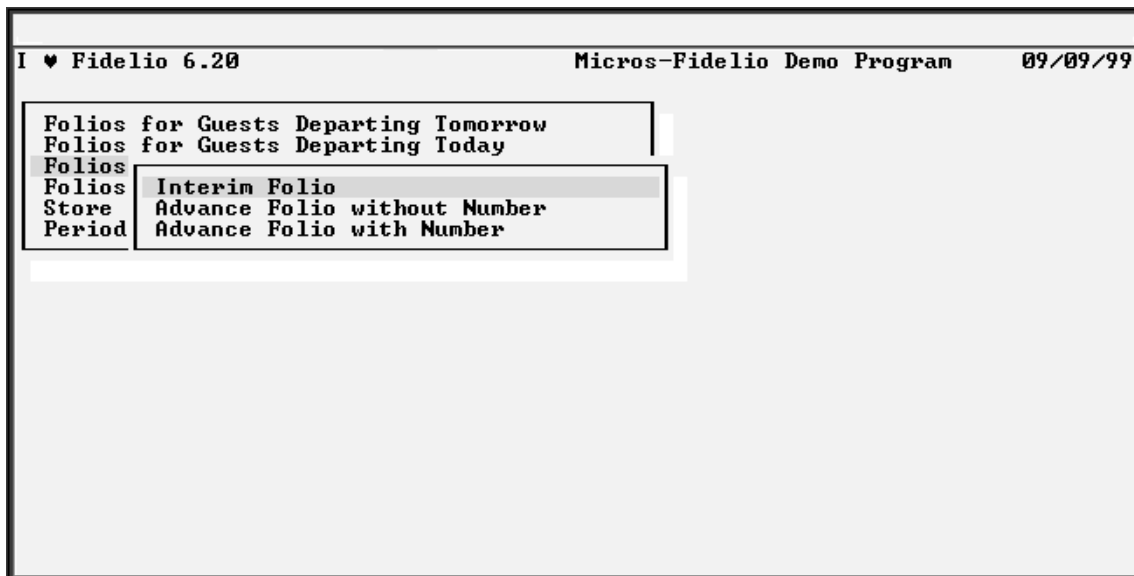 I ♥ Fidelio 6.20 Micros-Fidelio Demo Program 09/09/99
Folios for Guests Departing Tomorrow
Folios for Guests Departing Today
Folios
Folios
Store
Period
Interim Folio
Advance Folio without Number
Advance Folio with Number